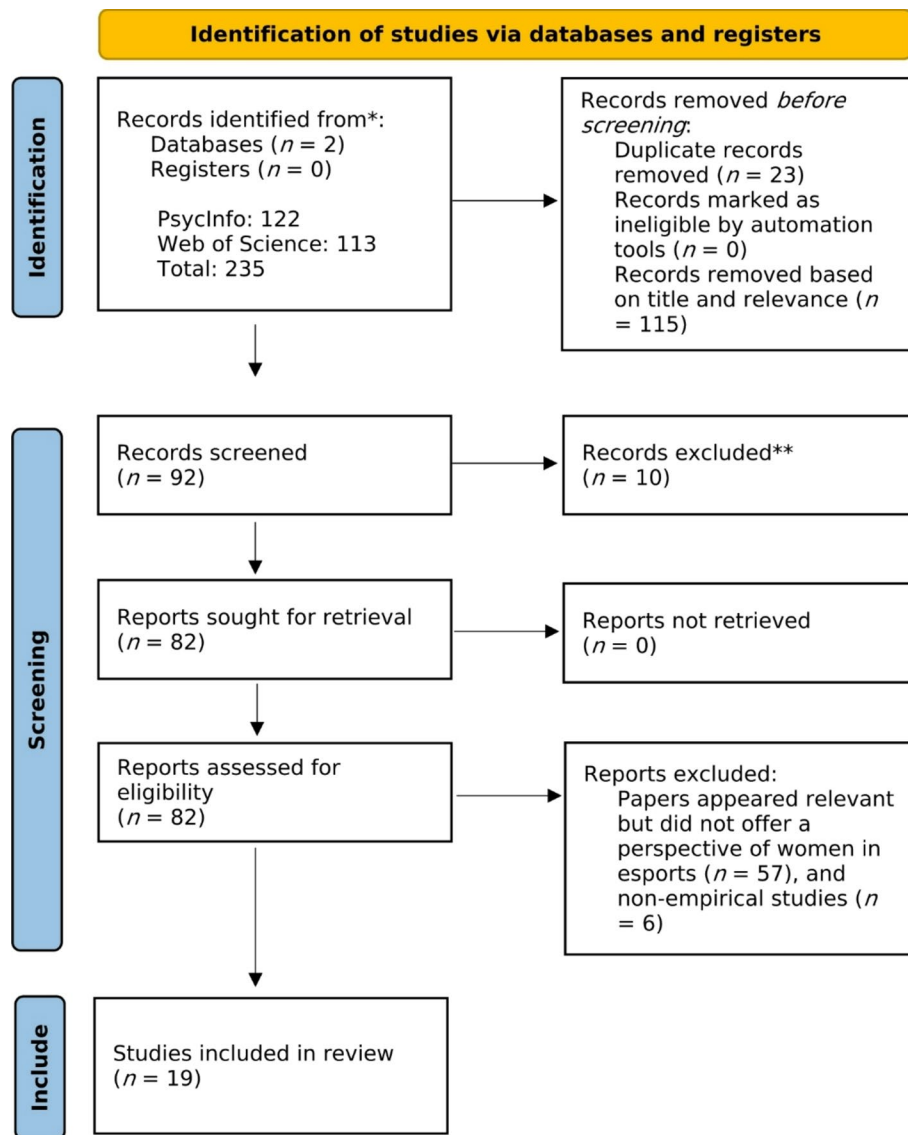 Identification of studies via databases and registers
Identification
Records identified from*:
Databases (n = 2)
Registers (n = 0)
PsycInfo: 122
Web of Science: 113
Total: 235
Records removed before
screening:
Duplicate records
removed (n = 23)
Records marked as
ineligible by automation
tools (n = 0)
Records removed based
on title and relevance (n
= 115)
Screening
Records screened
(n = 92)
Records excluded**
(n = 10)
Reports sought for retrieval
(n = 82)
Reports not retrieved
(n = 0)
Reports assessed for
eligibility
(n = 82)
Reports excluded:
Papers appeared relevant
but did not offer a
perspective of women in
esports (n = 57), and
non-empirical studies (n
= 6)
Include
Studies included in review
(n = 19)